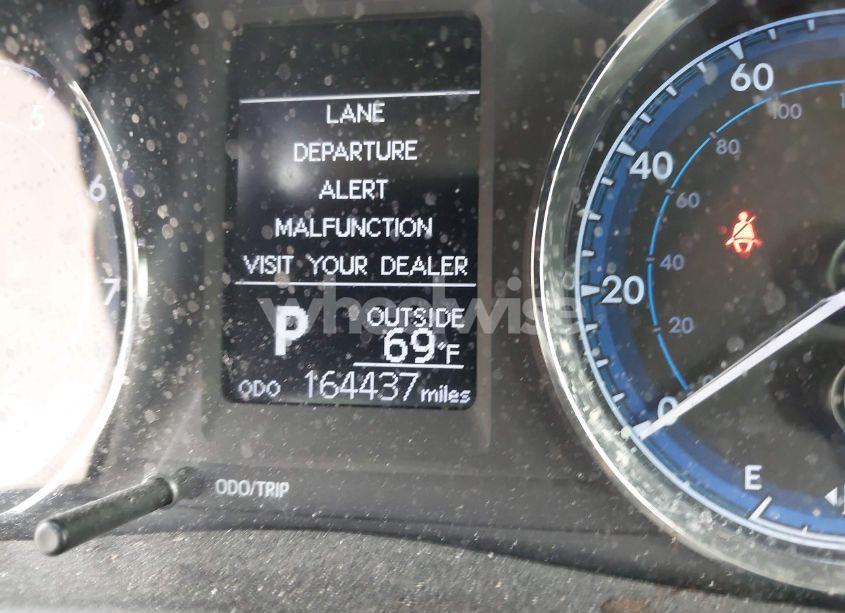 LANE
DEPARTURE
ALERT
MALFUNCTION
VISIT YOUR DEALER
wheelwise
P
OUTSIDE
69°F
ODO 164437 miles
ODO/TRIP
5
6
7
60
40
20
0
100
80
60
40
20
0
E